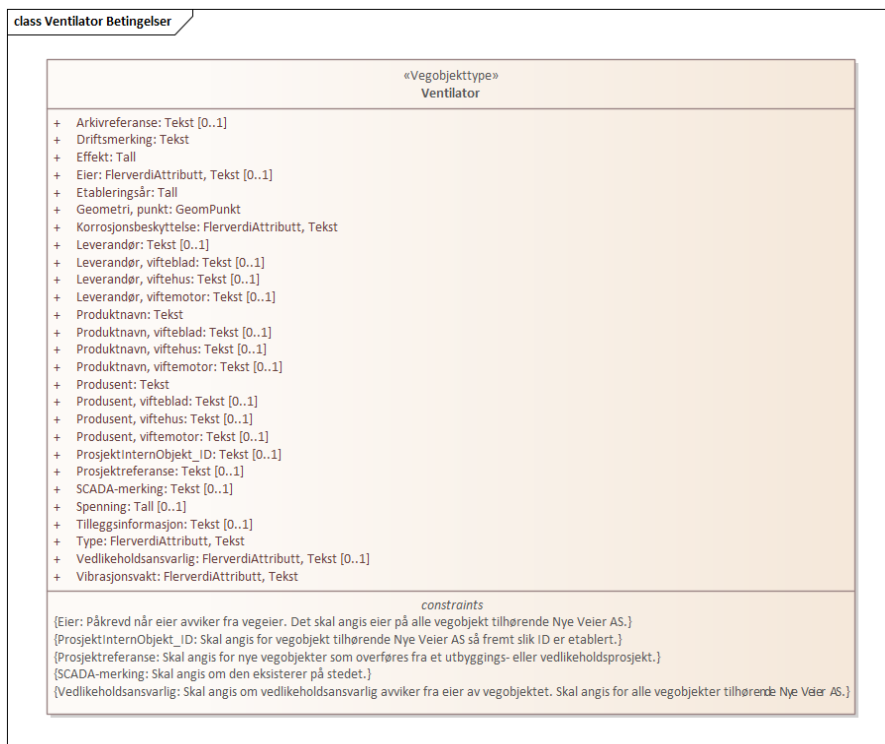 class Ventilator Betingelser
«Vegobjekttype»
Ventilator
+ Arkivreferanse: Tekst [0..1]
+ Driftsmerking: Tekst
+ Effekt: Tall
+ Eier: FlerverdiAttributt, Tekst [0..1]
+ Etableringsår: Tall
+ Geometri, punkt: GeomPunkt
+ Korrosjonsbeskyttelse: FlerverdiAttributt, Tekst
+ Leverandør: Tekst [0..1]
+ Leverandør, vifteblad: Tekst [0..1]
+ Leverandør, viftehus: Tekst [0..1]
+ Leverandør, viftemotor: Tekst [0..1]
+ Produktnavn: Tekst
+ Produktnavn, vifteblad: Tekst [0..1]
+ Produktnavn, viftehus: Tekst [0..1]
+ Produktnavn, viftemotor: Tekst [0..1]
+ Produsent: Tekst
+ Produsent, vifteblad: Tekst [0..1]
+ Produsent, viftehus: Tekst [0..1]
+ Produsent, viftemotor: Tekst [0..1]
+ ProsjektInternObjekt_ID: Tekst [0..1]
+ Prosjektreferanse: Tekst [0..1]
+ SCADA-merking: Tekst [0..1]
+ Spenning: Tall [0..1]
+ Tilleggsinformasjon: Tekst [0..1]
+ Type: FlerverdiAttributt, Tekst
+ Vedlikeholdsansvarlig: FlerverdiAttributt, Tekst [0..1]
+ Vibrasjonsvakt: FlerverdiAttributt, Tekst
constraints
{Eier: Påkrevd når eier avviker fra vegeier. Det skal angis eier på alle vegobjekt tilhørende Nye Veier AS.}
{ProsjektInternObjekt_ID: Skal angis for vegobjekt tilhørende Nye Veier AS så fremt slik ID er etablert.}
{Prosjektreferanse: Skal angis for nye vegobjekter som overføres fra et utbyggings- eller vedlikeholdsprosjekt.}
{SCADA-merking: Skal angis om den eksisterer på stedet.}
{Vedlikeholdsansvarlig: Skal angis om vedlikeholdsansvarlig avviker fra eier av vegobjektet. Skal angis for alle vegobjekter tilhørende Nye Veier AS.}